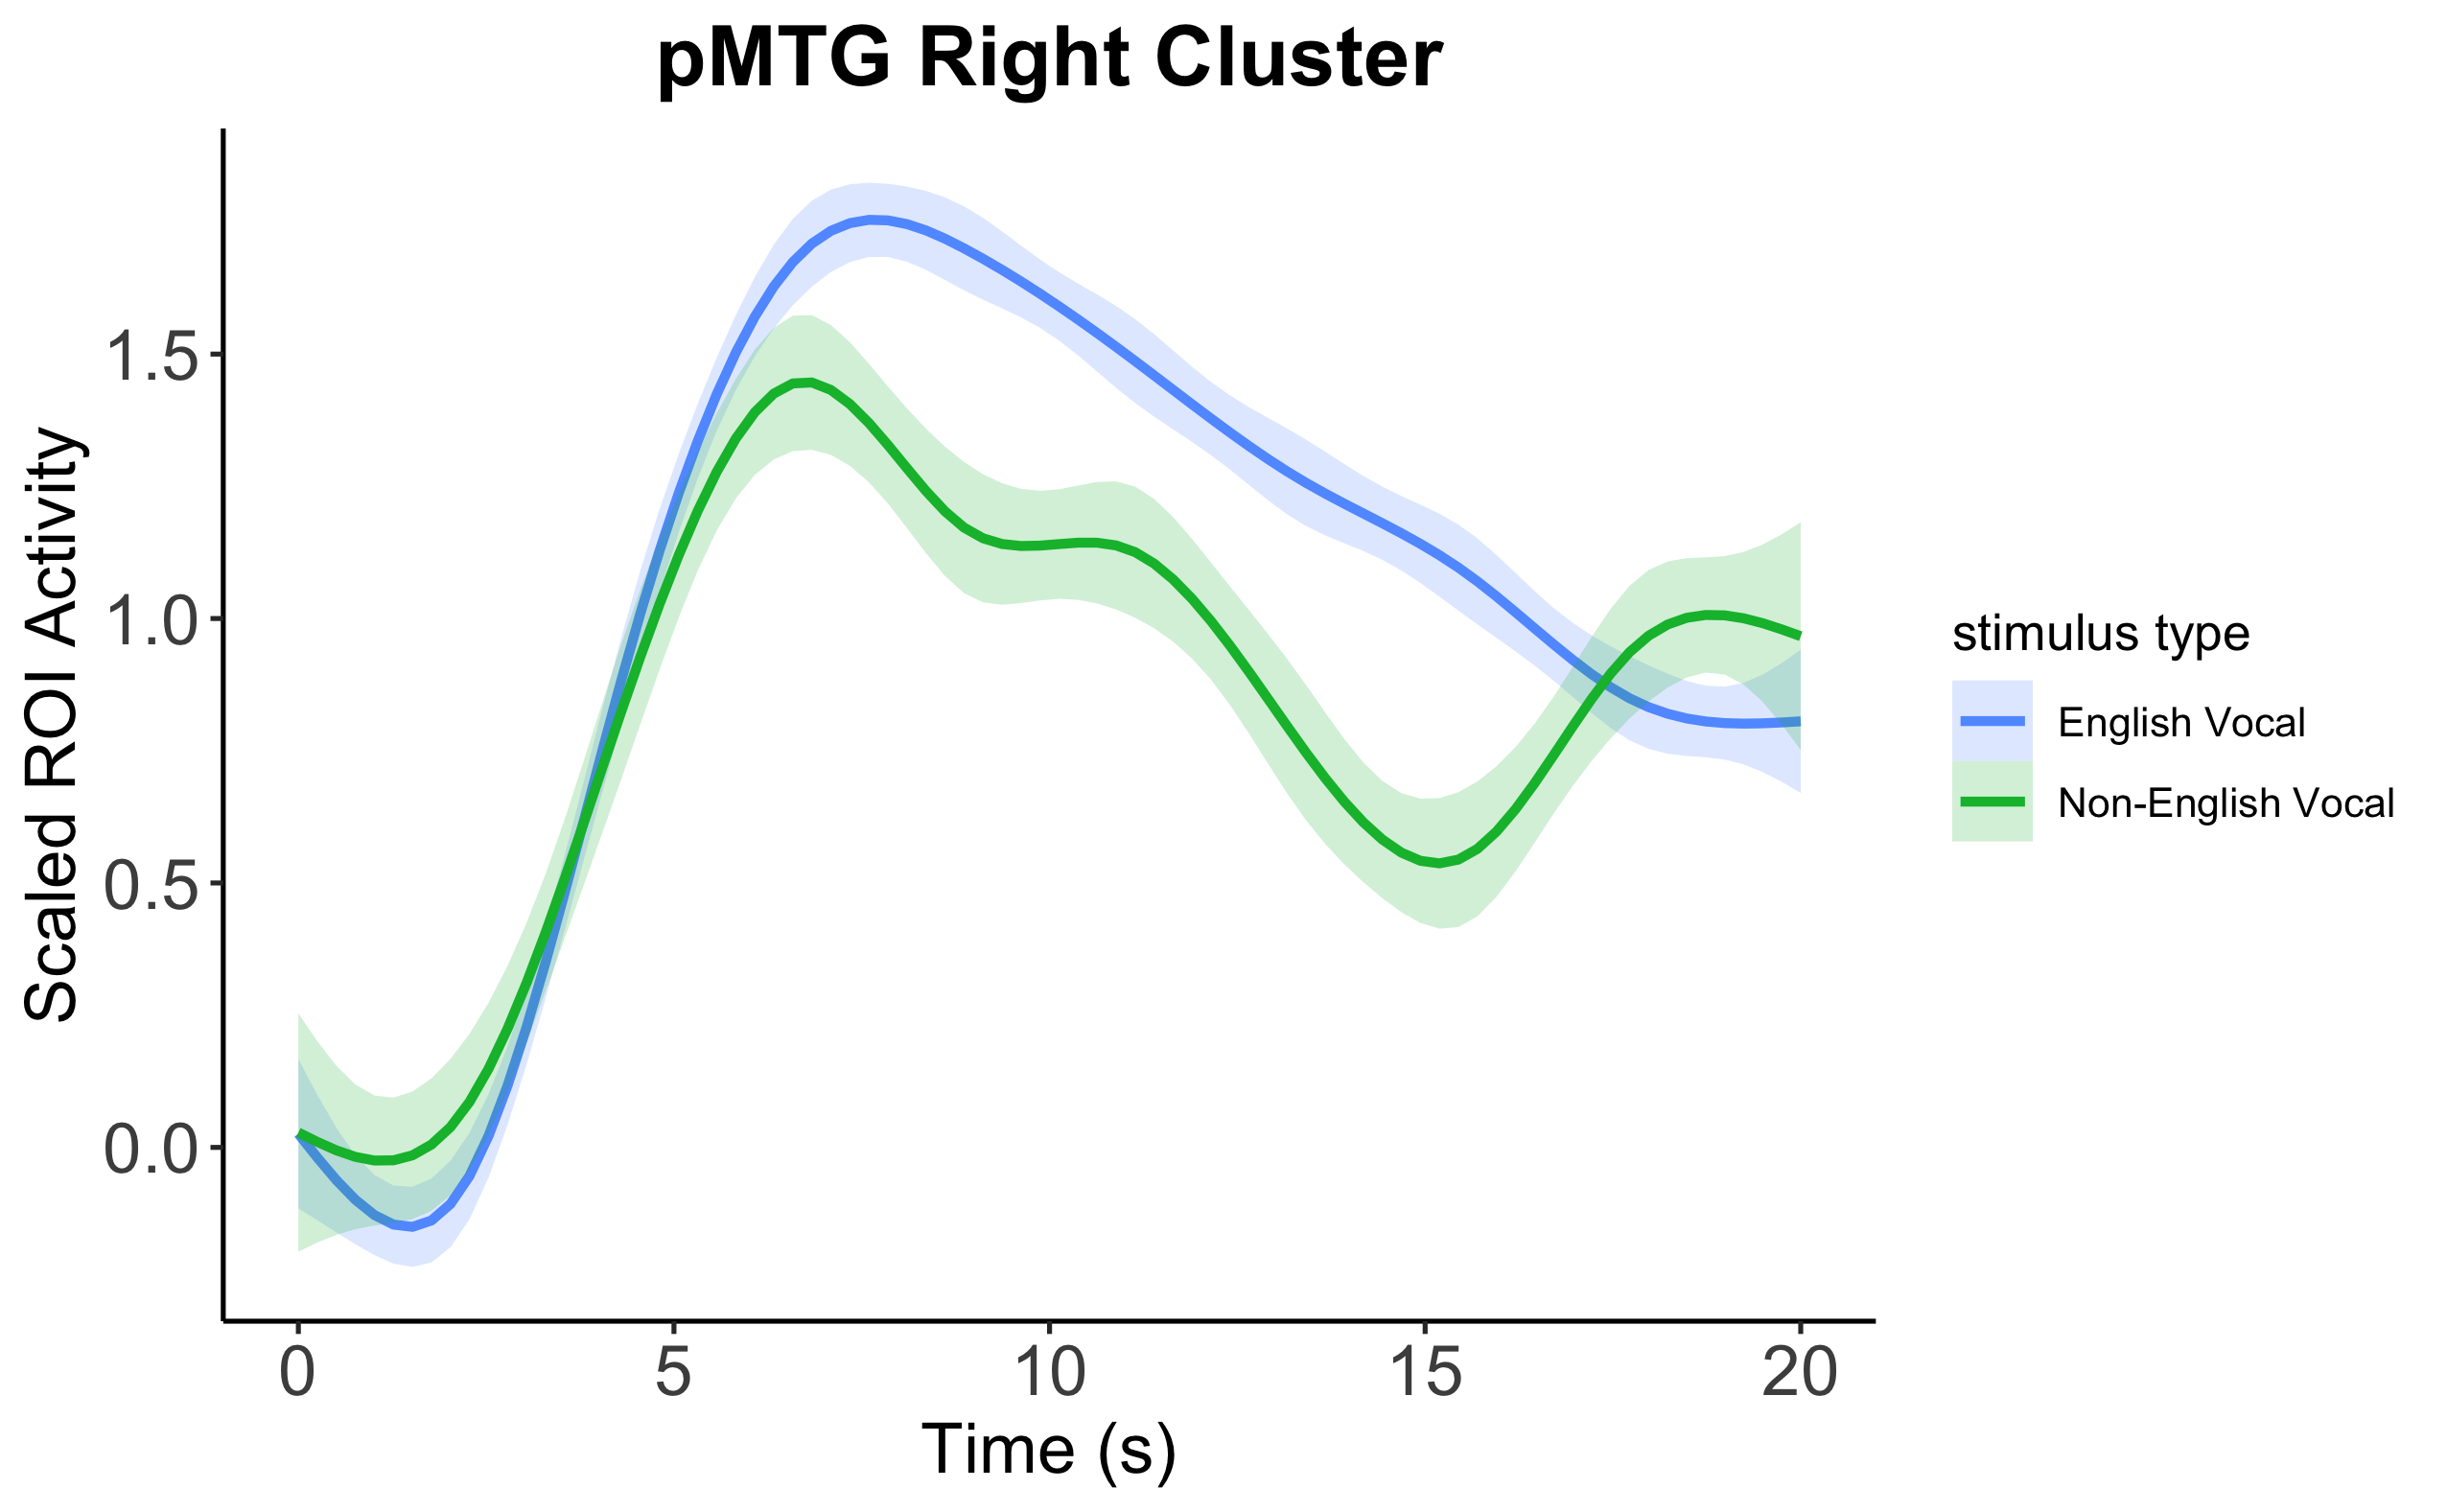 pMTG Right Cluster
Scaled ROI Activity
1.5
1.0
0.5
0.0
0 5 10 15 20
Time (s)
stimulus type
English Vocal
Non-English Vocal